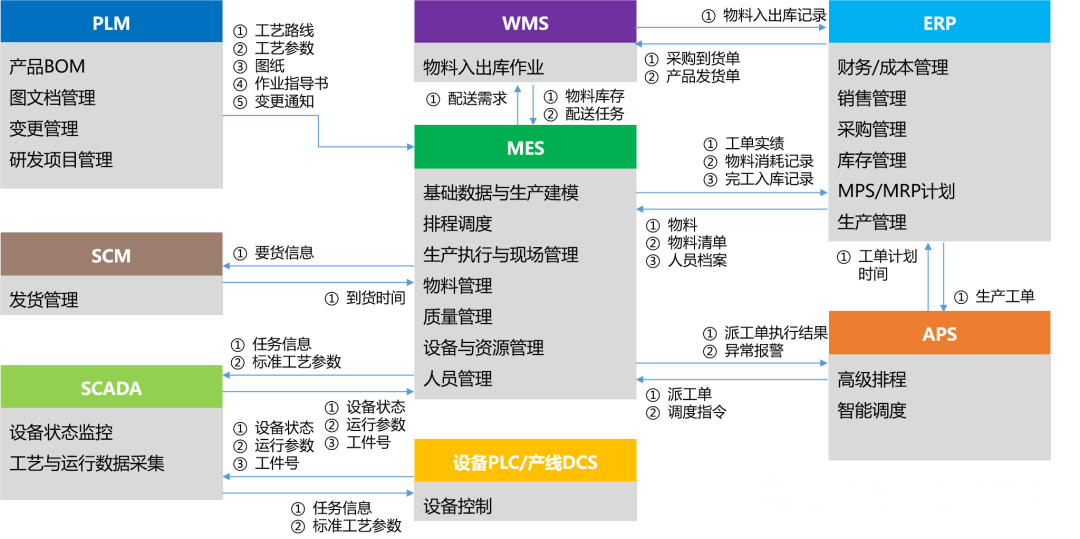 PLM
产品BOM
图文档管理
变更管理
研发项目管理
① 工艺路线
② 工艺参数
③ 图纸
④ 作业指导书
⑤ 变更通知
WMS
物料入出库作业
① 物料入出库记录
① 采购到货单
② 产品发货单
ERP
财务/成本管理
销售管理
采购管理
库存管理
MPS/MRP计划
生产管理
① 配送需求
① 物料库存
② 配送任务
MES
基础数据与生产建模
排程调度
生产执行与现场管理
物料管理
质量管理
设备与资源管理
人员管理
① 工单实绩
② 物料消耗记录
③ 完工入库记录
① 物料
② 物料清单
③ 人员档案
SCM
发货管理
① 要货信息
① 到货时间
① 工单计划
时间
① 生产工单
APS
高级排程
智能调度
① 派工单执行结果
② 异常报警
① 派工单
② 调度指令
① 任务信息
② 标准工艺参数
SCADA
设备状态监控
工艺与运行数据采集
① 设备状态
② 运行参数
③ 工件号
① 设备状态
② 运行参数
③ 工件号
设备PLC/产线DCS
设备控制
① 任务信息
② 标准工艺参数